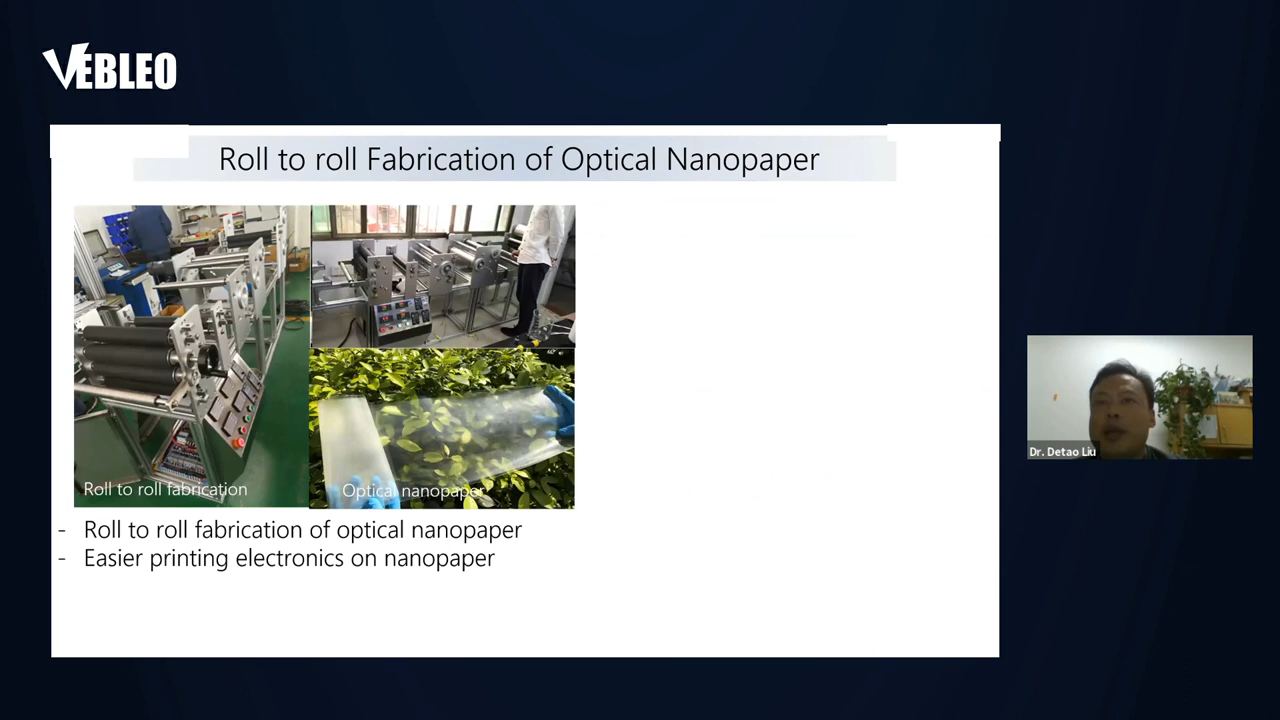 VEBLEO
Roll to roll Fabrication of Optical Nanopaper
Roll to roll fabrication
Optical nanopaper
- Roll to roll fabrication of optical nanopaper
- Easier printing electronics on nanopaper
Dr. Detao Liu